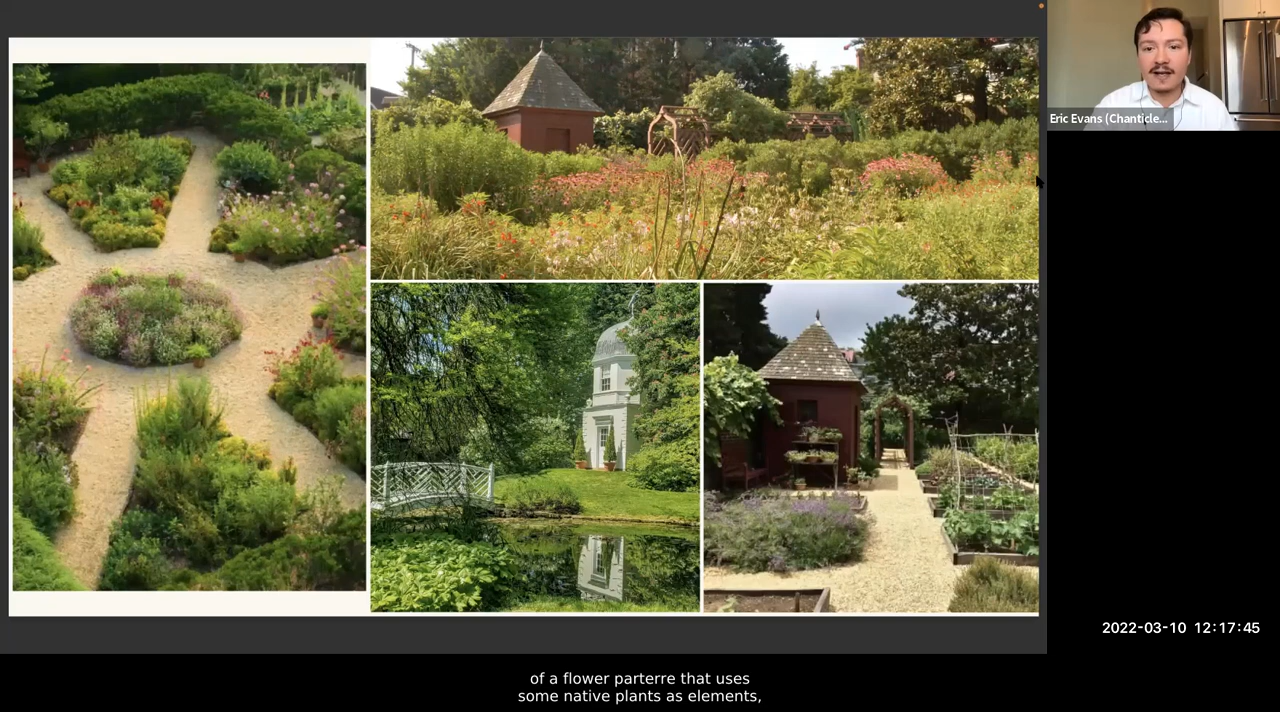 Eric Evans (Chanticle...
2022-03-10 12:17:45
of a flower parterre that uses
some native plants as elements,